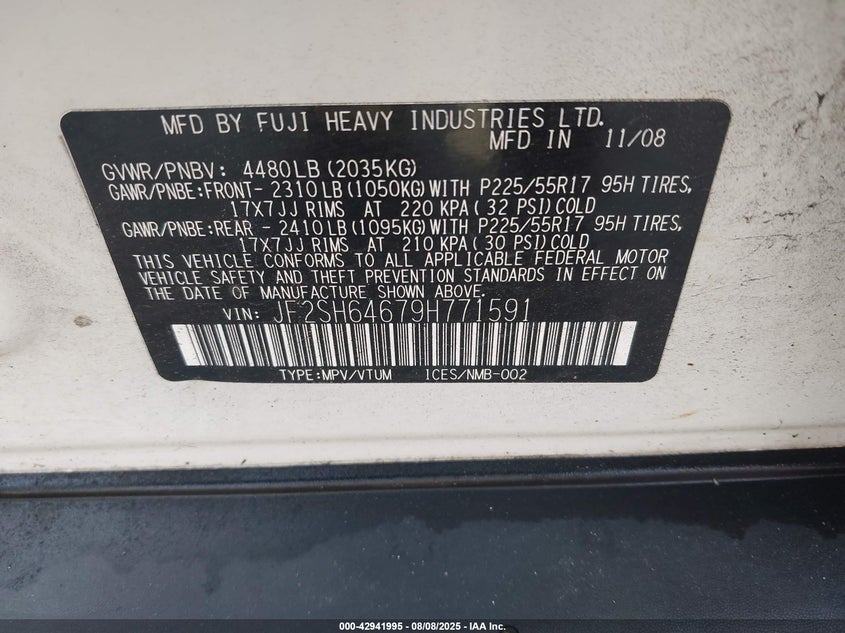 MFD BY FUJI HEAVY INDUSTRIES LTD.
MFD IN 11/08
GVWR/PNBV: 4480LB(2035KG)
GAWR/PNBE:FRONT- 2310LB(1050KG)WITH P225/55R17 95H TIRES,
17X7JJ RIMS AT 220 KPA( 32 PSI)COLD
GAWR/PNBE:REAR - 2410LB(1095KG)WITH P225/55R17 95H TIRES,
17X7JJ RIMS AT 210 KPA( 30 PSI)COLD
THIS VEHICLE CONFORMS TO ALL APPLICABLE FEDERAL MOTOR
VEHICLE SAFETY AND THEFT PREVENTION STANDARDS IN EFFECT ON
THE DATE OF MANUFACTURE SHOWN ABOVE.
VIN: JF2SH64679H771591
TYPE:MPV/VTUM ICES/NMB-002
000-42941995 - 08/08/2025 - IAA Inc.